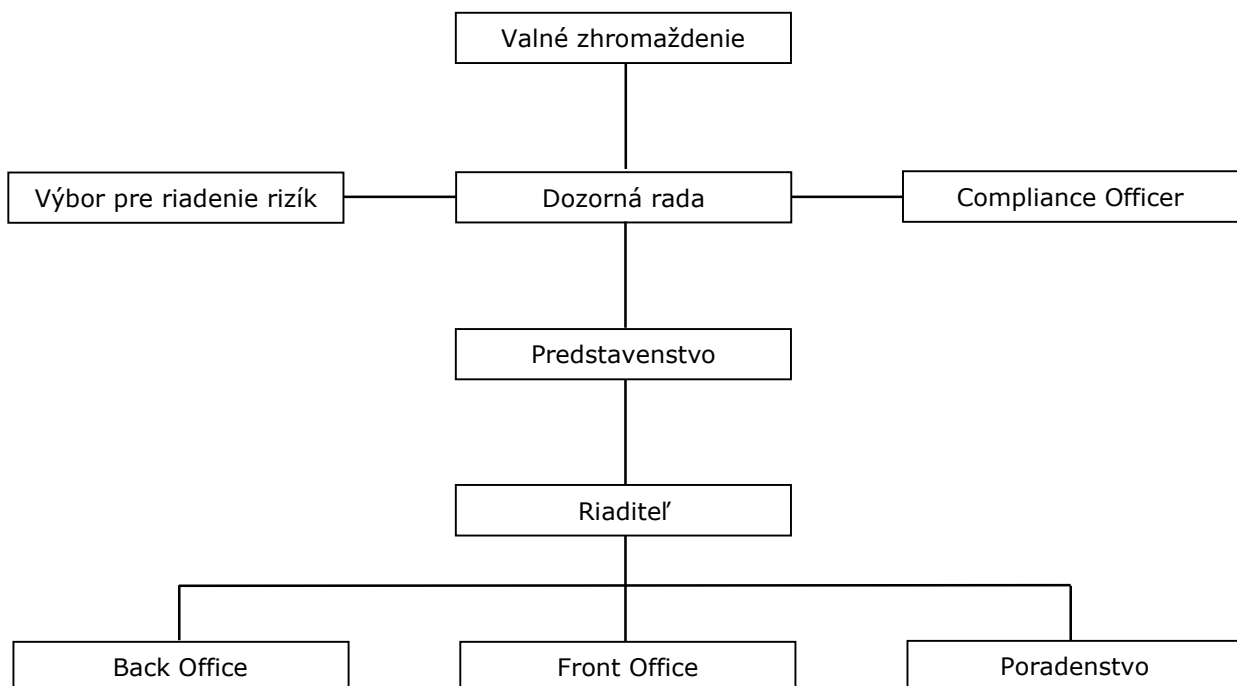 Valné zhromaždenie
Výbor pre riadenie rizík
Dozorná rada
Compliance Officer
Predstavenstvo
Riaditeľ
Back Office
Front Office
Poradenstvo